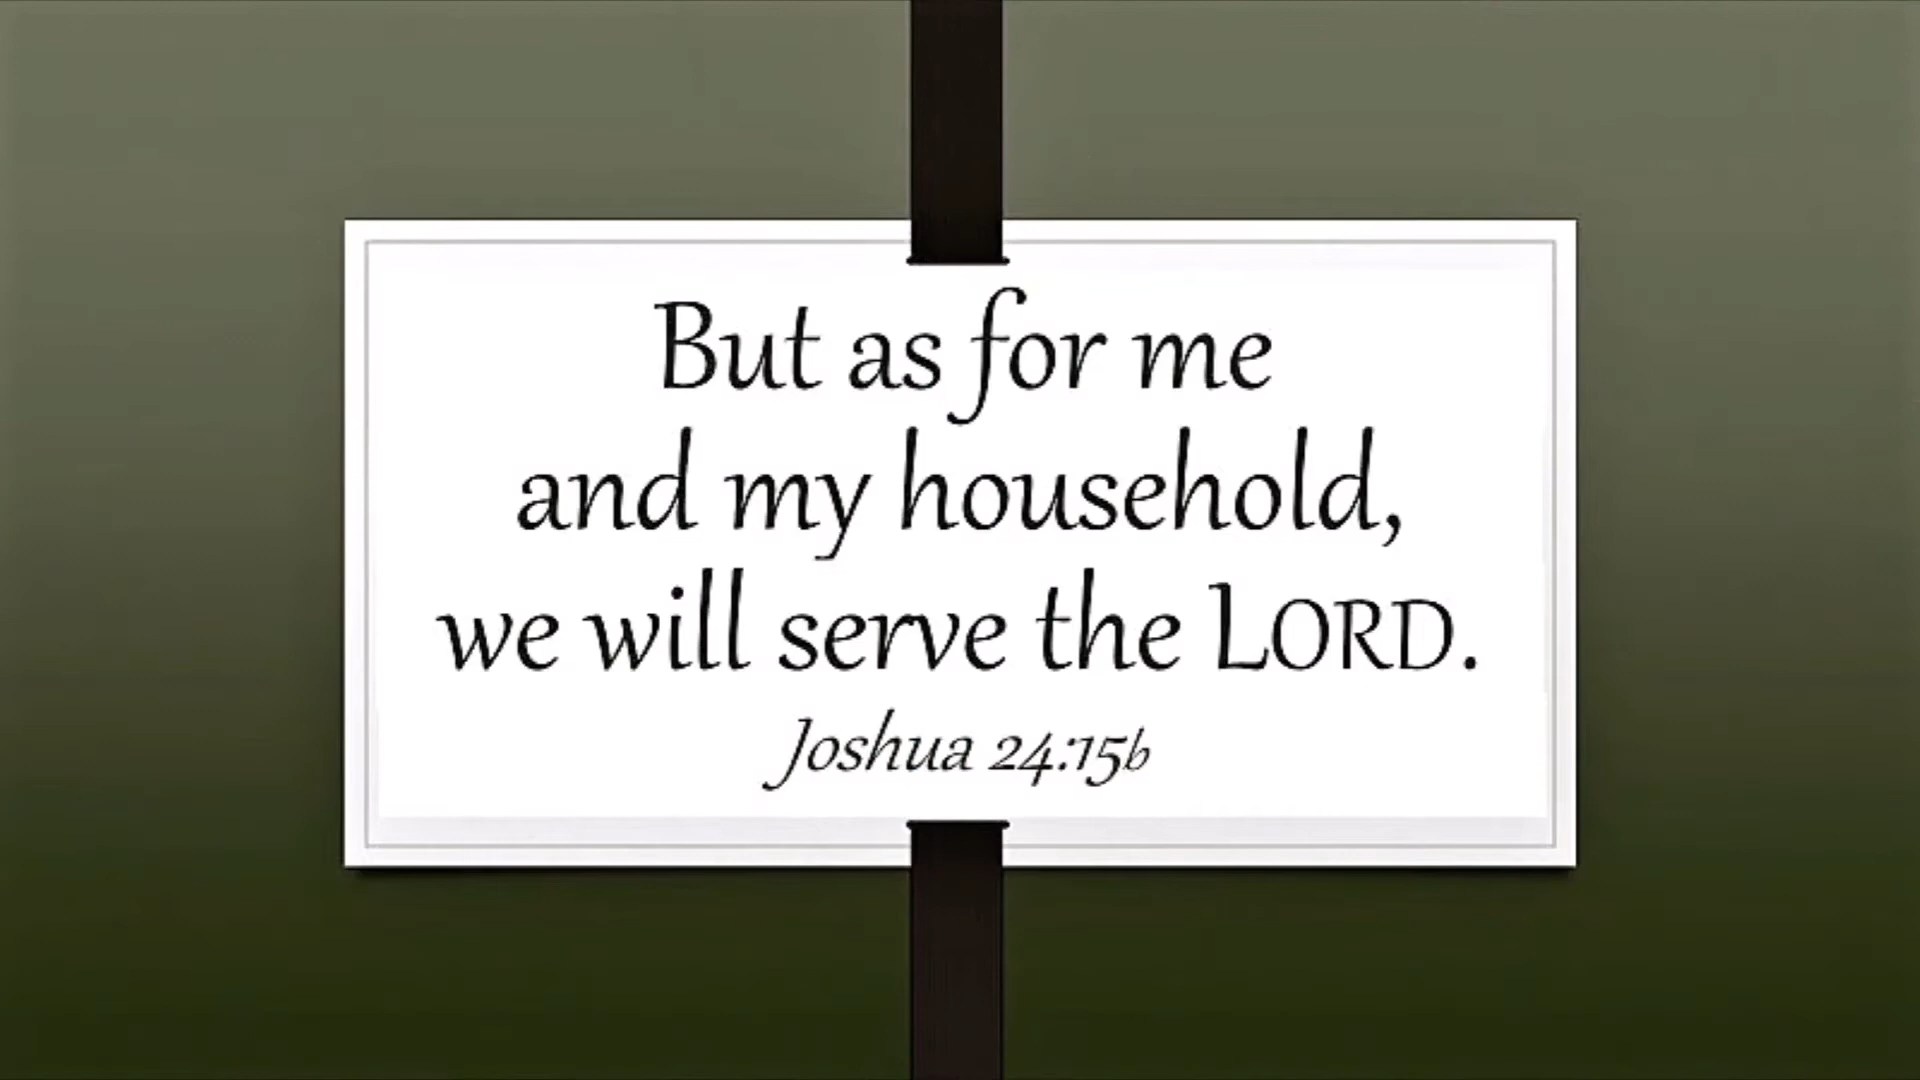 But as for me
and my household,
we will serve the LORD.
Joshua 24:15b